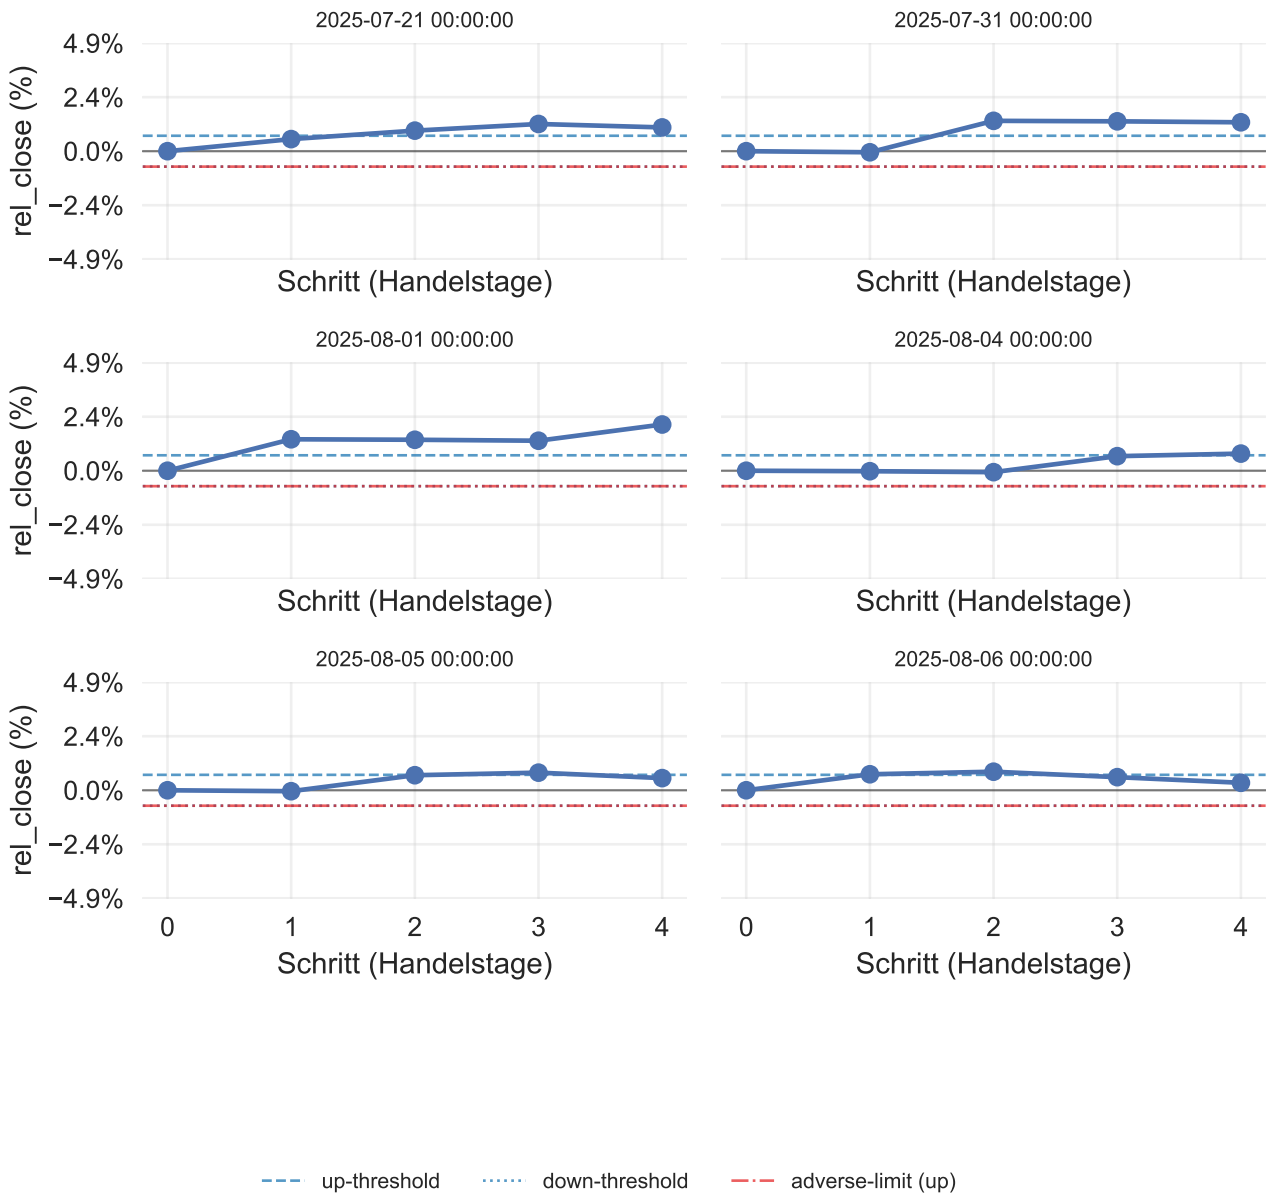 2025-07-21 00:00:00
2025-07-31 00:00:00
rel_close (%)
4.9%
2.4%
0.0%
−2.4%
−4.9%
Schritt (Handelstage)
Schritt (Handelstage)
2025-08-01 00:00:00
2025-08-04 00:00:00
rel_close (%)
4.9%
2.4%
0.0%
−2.4%
−4.9%
Schritt (Handelstage)
Schritt (Handelstage)
2025-08-05 00:00:00
2025-08-06 00:00:00
rel_close (%)
4.9%
2.4%
0.0%
−2.4%
−4.9%
0 1 2 3 4
0 1 2 3 4
Schritt (Handelstage)
Schritt (Handelstage)
up-threshold
down-threshold
adverse-limit (up)